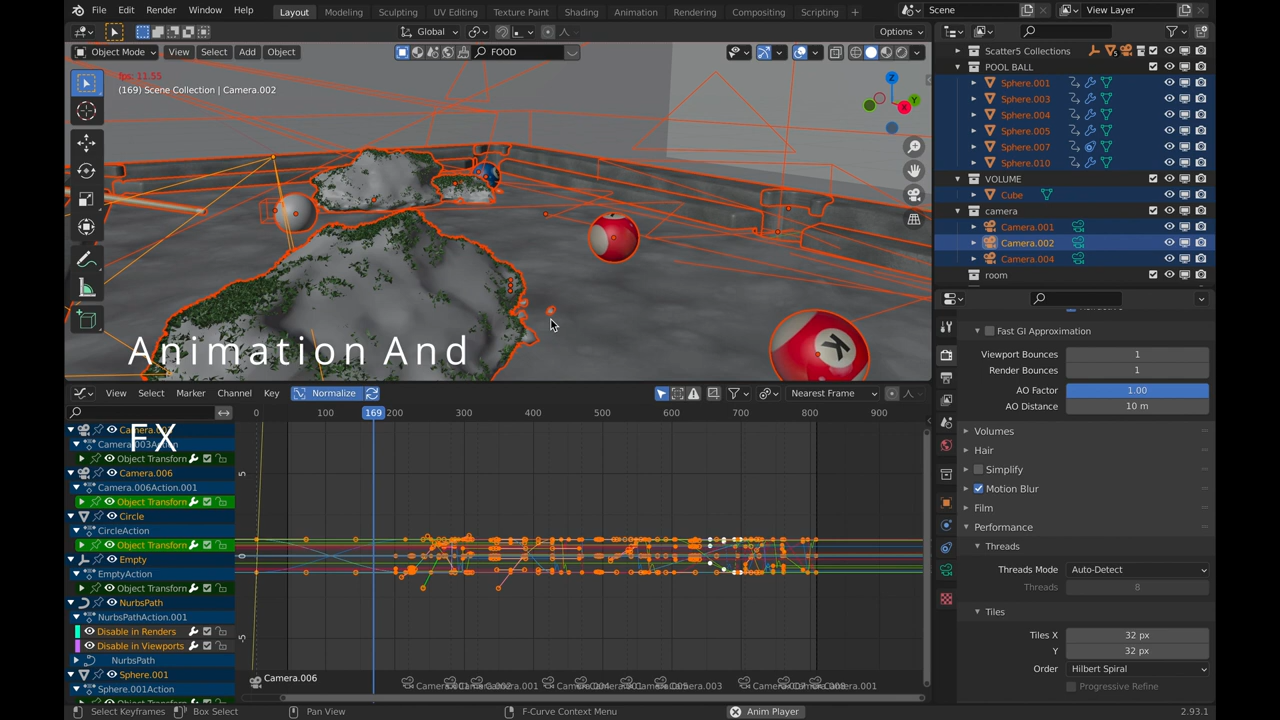 File Edit Render Window Help Layout Modeling Sculpting UV Editing Texture Paint Shading Animation Rendering Compositing Scripting Scene View Layer
Global Options
Object Mode View Select Add Object FOOD
fps: 11.55
(169) Scene Collection | Camera.002
Z
Y
X
K
Animation And
FX
Scatter5 Collections
POOL BALL
Sphere.001
Sphere.003
Sphere.004
Sphere.005
Sphere.007
Sphere.010
VOLUME
Cube
camera
Camera.001
Camera.002
Camera.004
room
Fast GI Approximation
Viewport Bounces 1
Render Bounces 1
AO Factor 1.00
AO Distance 10 m
Volumes
Hair
Simplify
Motion Blur
Film
Performance
Threads
Threads Mode Auto-Detect
Threads 8
Tiles
Tiles X 32 px
Y 32 px
Order Hilbert Spiral
Progressive Refine
View Select Marker Channel Key Normalize Nearest Frame
0 100 169 200 300 400 500 600 700 800 900
5
0
-5
Object Transform
Camera.006
Camera.006Action.001
Object Transform
Circle
CircleAction
Object Transform
Empty
EmptyAction
Object Transform
NurbsPath
NurbsPathAction.001
Disable in Renders
Disable in Viewports
NurbsPath
Sphere.001
Sphere.001Action
Camera.006
Select Keyframes Box Select Pan View F-Curve Context Menu Anim Player 2.93.1